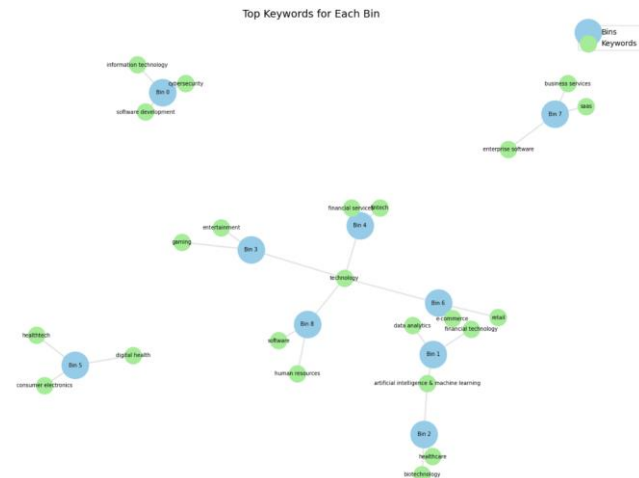 Top Keywords for Each Bin
Bins
Keywords
information technology
cybersecurity
Bin 0
software development
business services
saas
Bin 7
enterprise software
financial services
fintech
Bin 4
entertainment
gaming
Bin 3
technology
Bin 6
e-commerce
retail
data analytics
financial technology
Bin 8
software
human resources
Bin 1
healthtech
digital health
Bin 5
consumer electronics
artificial intelligence & machine learning
Bin 2
healthcare
biotechnology